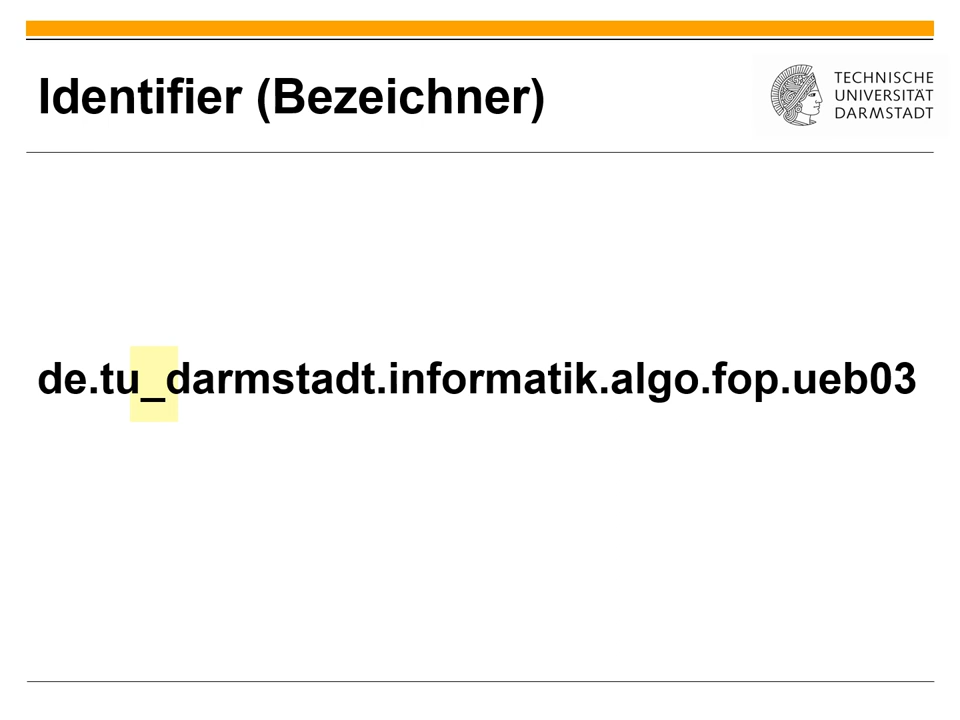 Identifier (Bezeichner)
TECHNISCHE
UNIVERSITÄT
DARMSTADT
de.tu_darmstadt.informatik.algo.fop.ueb03